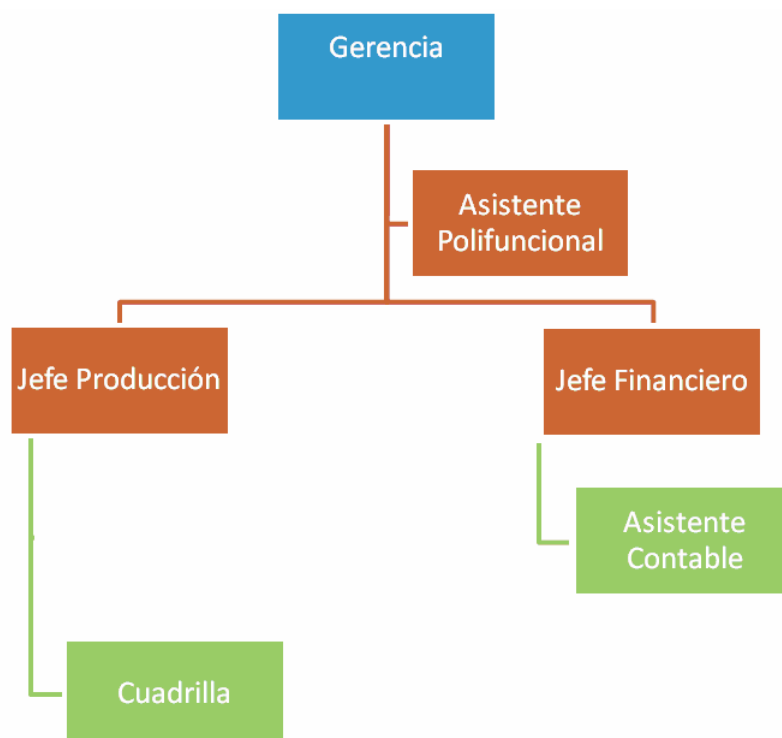 Gerencia
Asistente
Polifuncional
Jefe Producción
Jefe Financiero
Asistente
Contable
Cuadrilla